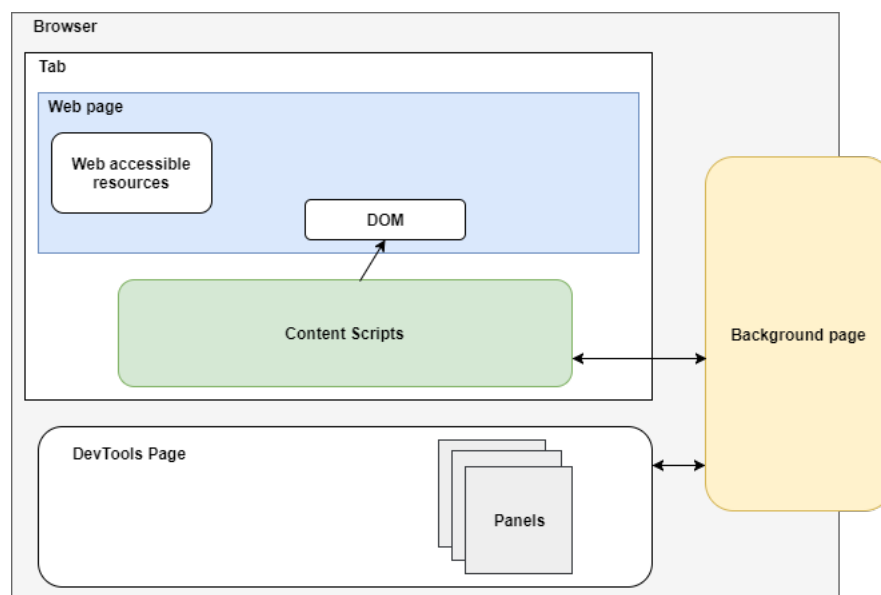 Browser
Tab
Web page
Web accessible
resources
DOM
Content Scripts
Background page
DevTools Page
Panels